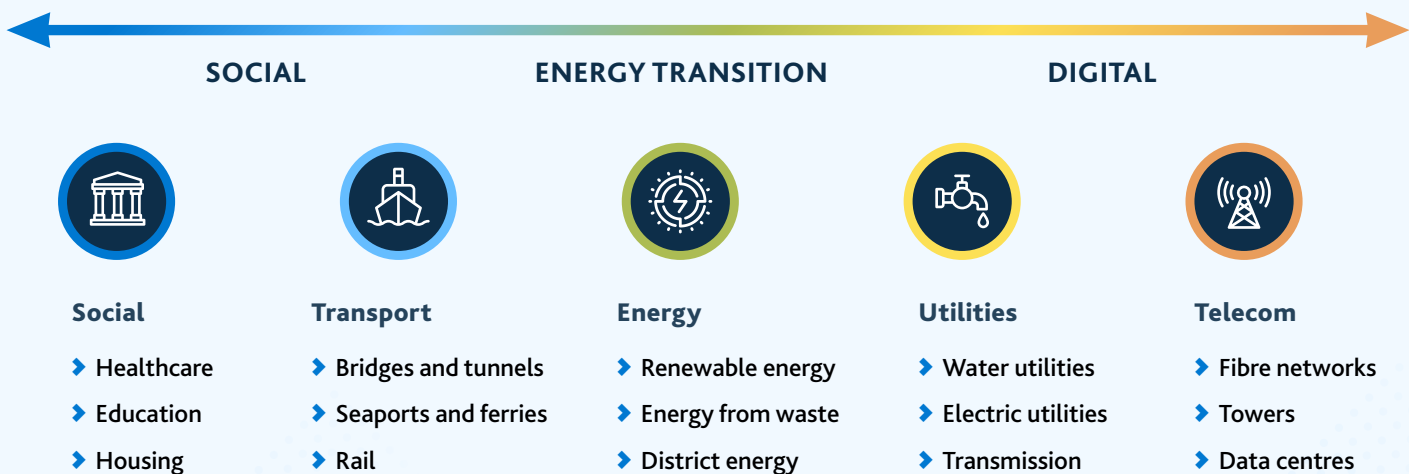 SOCIAL
ENERGY TRANSITION
DIGITAL
Social
Healthcare
Education
Housing
Transport
Bridges and tunnels
Seaports and ferries
Rail
Energy
Renewable energy
Energy from waste
District energy
Utilities
Water utilities
Electric utilities
Transmission
Telecom
Fibre networks
Towers
Data centres